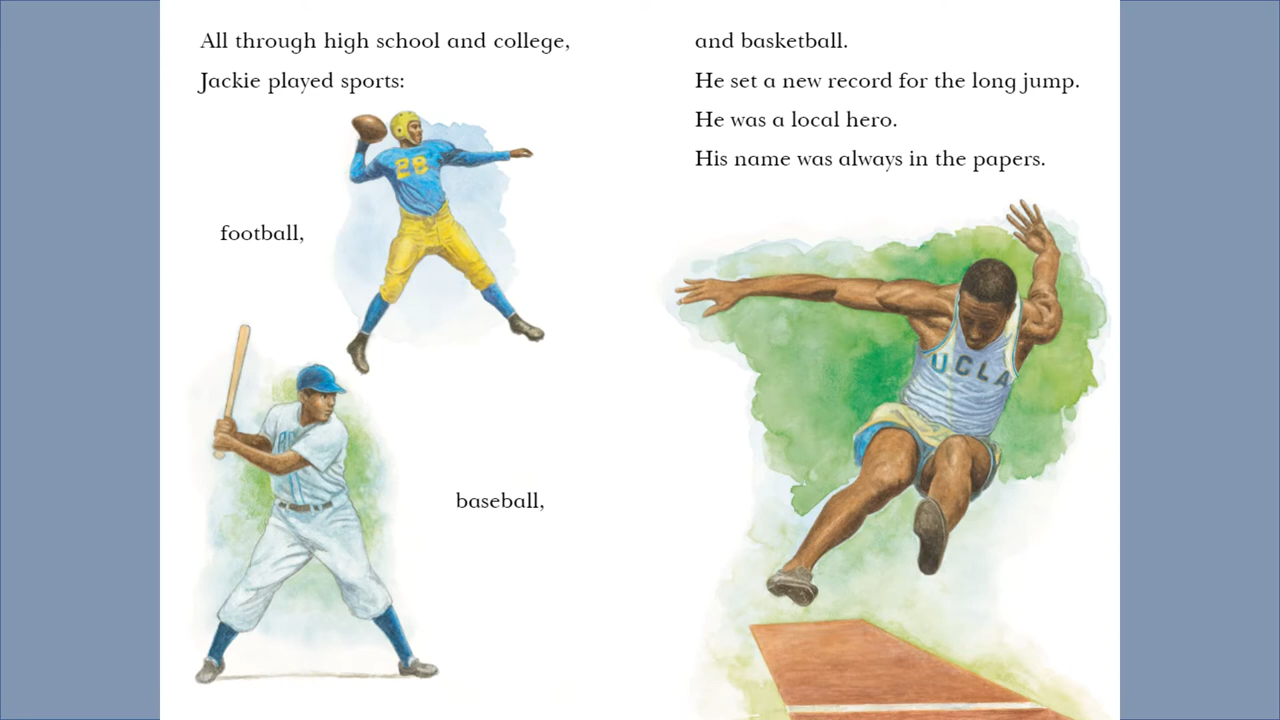 All through high school and college,
Jackie played sports:
28
football,
baseball,
and basketball.
He set a new record for the long jump.
He was a local hero.
His name was always in the papers.
UCLA